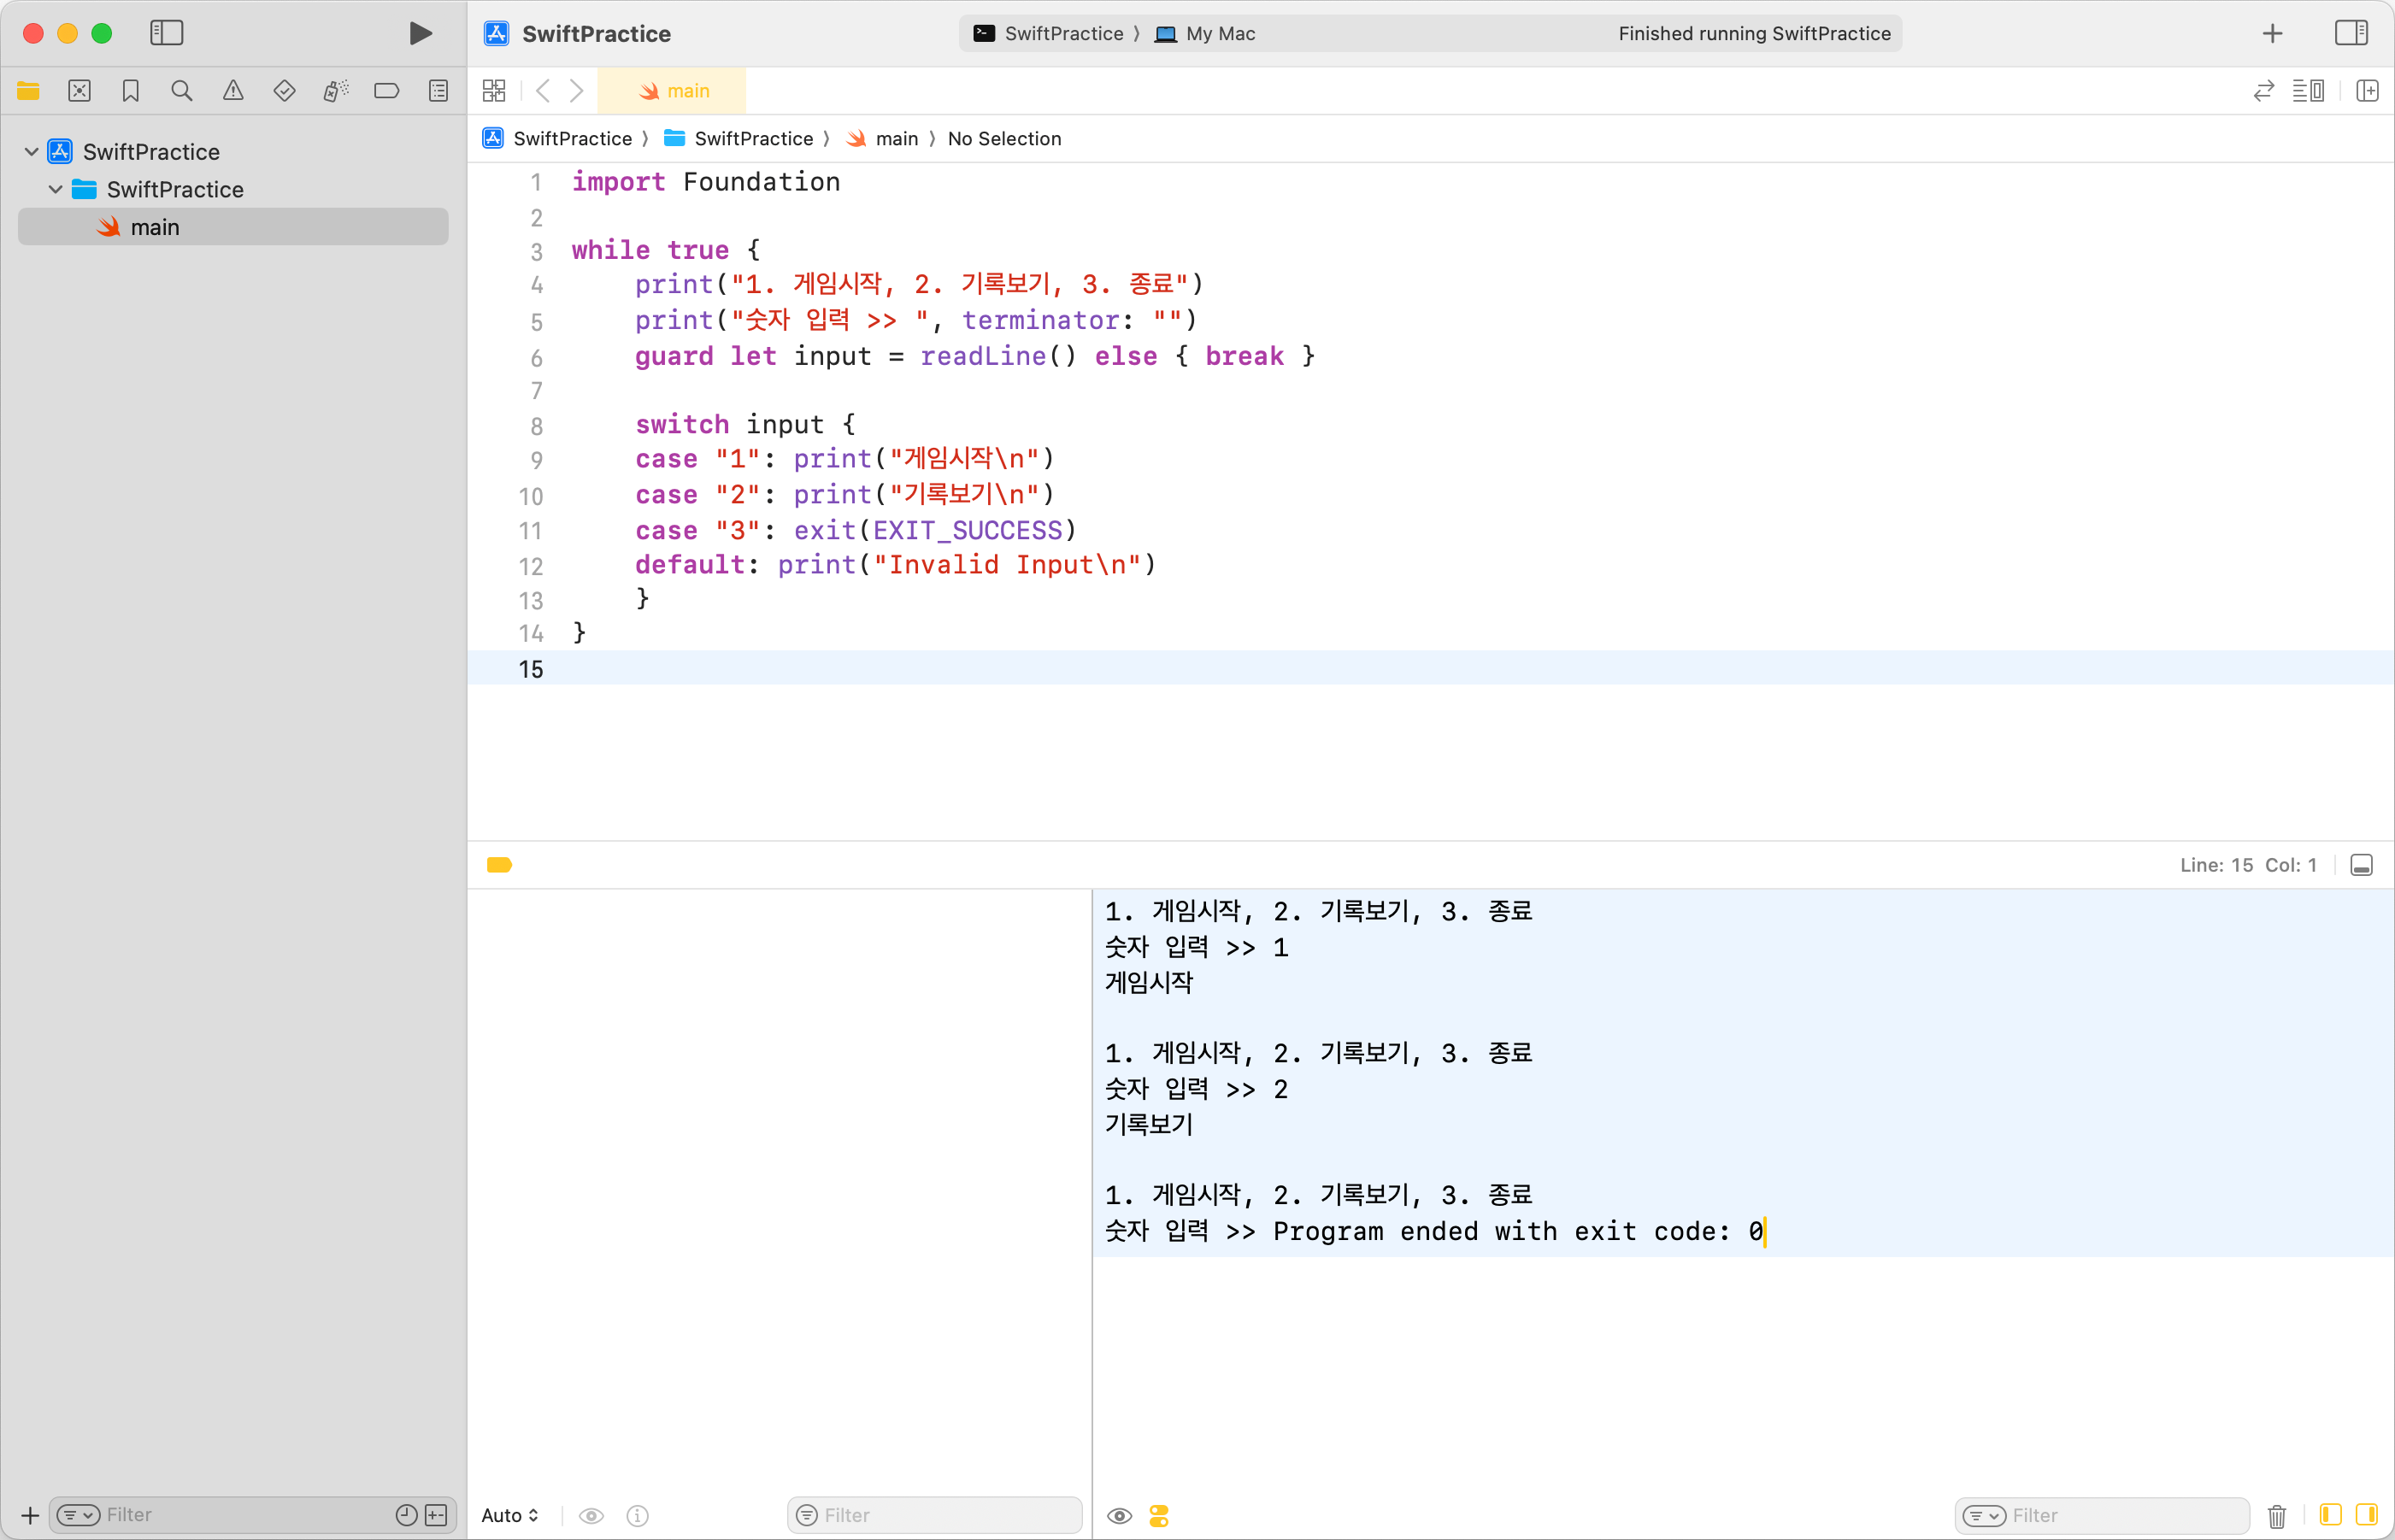 SwiftPractice
SwiftPractice 〉 My Mac
Finished running SwiftPractice
main
SwiftPractice
SwiftPractice
main
SwiftPractice 〉 SwiftPractice 〉 main 〉 No Selection
1 import Foundation
2
3 while true {
4     print("1. 게임시작, 2. 기록보기, 3. 종료")
5     print("숫자 입력 >> ", terminator: "")
6     guard let input = readLine() else { break }
7
8     switch input {
9     case "1": print("게임시작\n")
10     case "2": print("기록보기\n")
11     case "3": exit(EXIT_SUCCESS)
12     default: print("Invalid Input\n")
13     }
14 }
15
Line: 15 Col: 1
1. 게임시작, 2. 기록보기, 3. 종료
숫자 입력 >> 1
게임시작
1. 게임시작, 2. 기록보기, 3. 종료
숫자 입력 >> 2
기록보기
1. 게임시작, 2. 기록보기, 3. 종료
숫자 입력 >> Program ended with exit code: 0
Filter
Auto
Filter
Filter